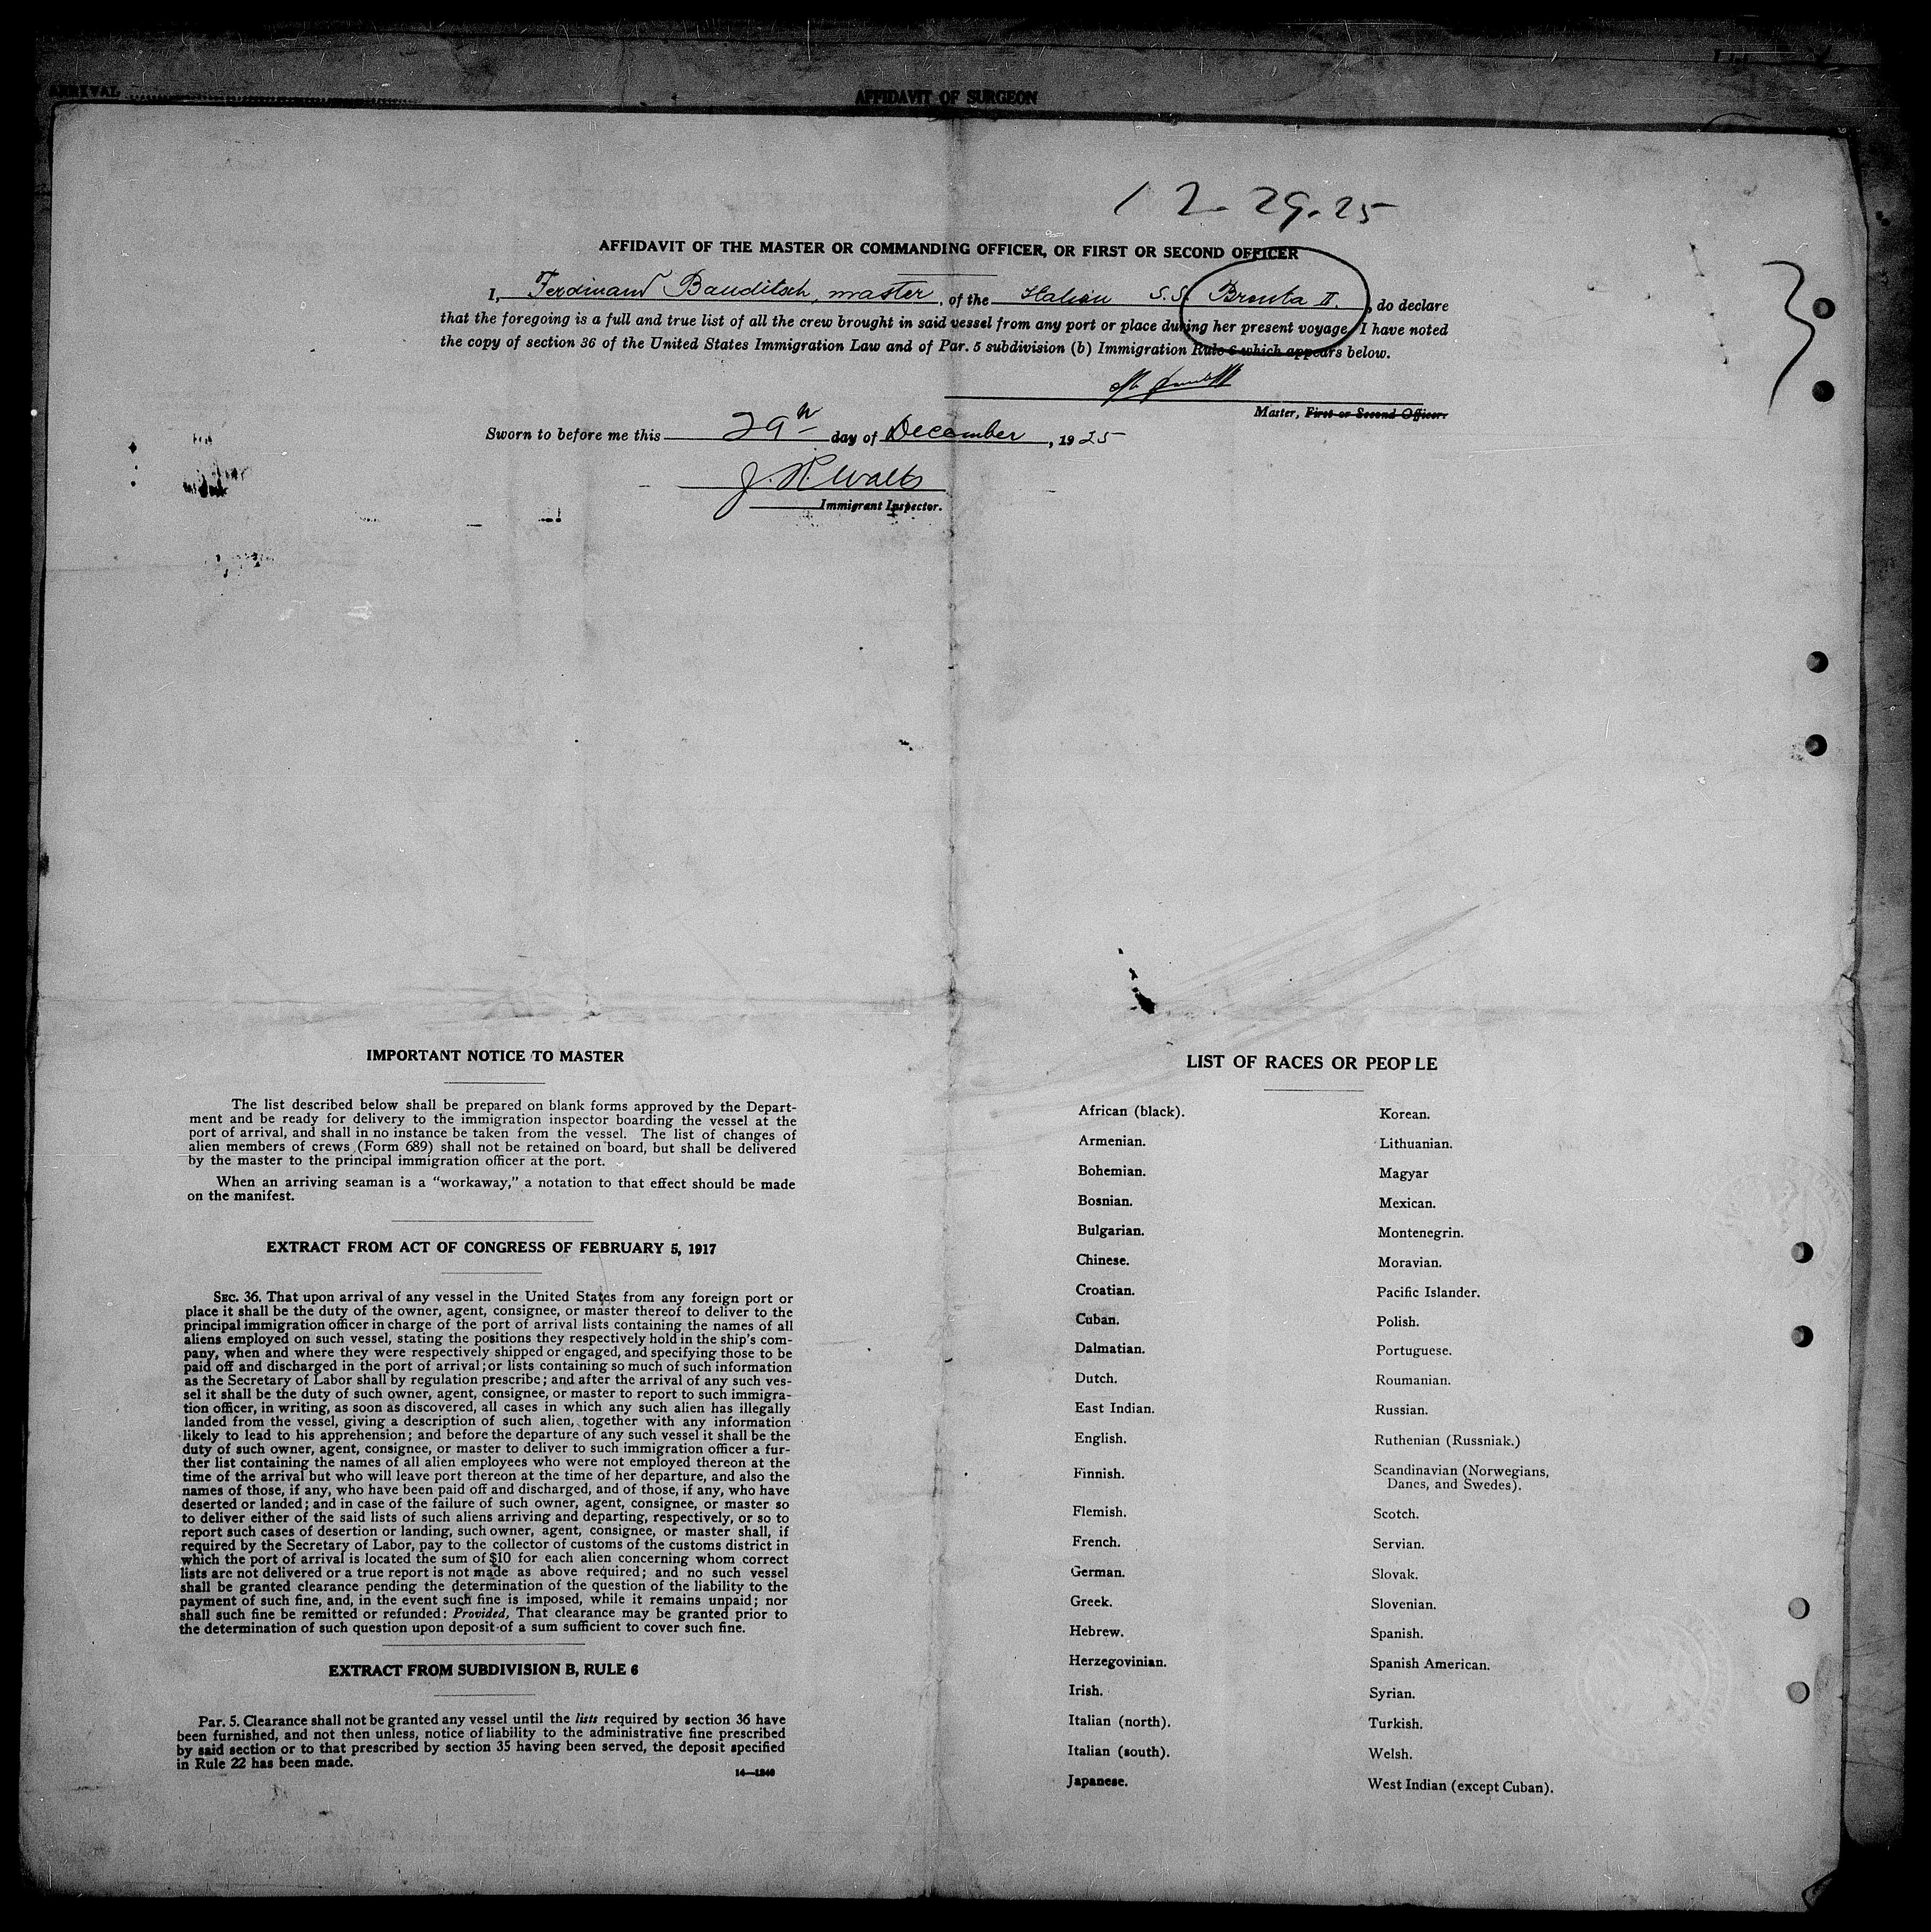 ARRIVAL
AFFIDAVIT OF SURGEON
12-29-25
AFFIDAVIT OF THE MASTER OR COMMANDING OFFICER, OR FIRST OR SECOND OFFICER
I, Ferdinand Bauditsch, master, of the Italian S.S. Brenta II., do declare
that the foregoing is a full and true list of all the crew brought in said vessel from any port or place during her present voyage. I have noted
the copy of section 36 of the United States Immigration Law and of Par. 5 subdivision (b) Immigration Rule 6 which appears below.
Master, First or Second Officer.
Sworn to before me this 29th day of December, 1925
J. R. Walts
Immigrant Inspector.
IMPORTANT NOTICE TO MASTER
The list described below shall be prepared on blank forms approved by the Depart-
ment and be ready for delivery to the immigration inspector boarding the vessel at the
port of arrival, and shall in no instance be taken from the vessel. The list of changes of
alien members of crews (Form 689) shall not be retained on board, but shall be delivered
by the master to the principal immigration officer at the port.
When an arriving seaman is a "workaway," a notation to that effect should be made
on the manifest.
EXTRACT FROM ACT OF CONGRESS OF FEBRUARY 5, 1917
SEC. 36. That upon arrival of any vessel in the United States from any foreign port or
place it shall be the duty of the owner, agent, consignee, or master thereof to deliver to the
principal immigration officer in charge of the port of arrival lists containing the names of all
aliens employed on such vessel, stating the positions they respectively hold in the ship's com-
pany, when and where they were respectively shipped or engaged, and specifying those to be
paid off and discharged in the port of arrival; or lists containing so much of such information
as the Secretary of Labor shall by regulation prescribe; and after the arrival of any such ves-
sel it shall be the duty of such owner, agent, consignee, or master to report to such immigra-
tion officer, in writing, as soon as discovered, all cases in which any such alien has illegally
landed from the vessel, giving a description of such alien, together with any information
likely to lead to his apprehension; and before the departure of any such vessel it shall be the
duty of such owner, agent, consignee, or master to deliver to such immigration officer a fur-
ther list containing the names of all alien employees who were not employed thereon at the
time of the arrival but who will leave port thereon at the time of her departure, and also the
names of those, if any, who have been paid off and discharged, and of those, if any, who have
deserted or landed; and in case of the failure of such owner, agent, consignee, or master so
to deliver either of the said lists of such aliens arriving and departing, respectively, or so to
report such cases of desertion or landing, such owner, agent, consignee, or master shall, if
required by the Secretary of Labor, pay to the collector of customs of the customs district in
which the port of arrival is located the sum of $10 for each alien concerning whom correct
lists are not delivered or a true report is not made as above required; and no such vessel
shall be granted clearance pending the determination of the question of the liability to the
payment of such fine, and, in the event such fine is imposed, while it remains unpaid; nor
shall such fine be remitted or refunded: Provided, That clearance may be granted prior to
the determination of such question upon deposit of a sum sufficient to cover such fine.
EXTRACT FROM SUBDIVISION B, RULE 6
Par. 5. Clearance shall not be granted any vessel until the lists required by section 36 have
been furnished, and not then unless, notice of liability to the administrative fine prescribed
by said section or to that prescribed by section 35 having been served, the deposit specified
in Rule 22 has been made.
14—1240
LIST OF RACES OR PEOPLE
African (black).
Armenian.
Bohemian.
Bosnian.
Bulgarian.
Chinese.
Croatian.
Cuban.
Dalmatian.
Dutch.
East Indian.
English.
Finnish.
Flemish.
French.
German.
Greek.
Hebrew.
Herzegovinian.
Irish.
Italian (north).
Italian (south).
Japanese.
Korean.
Lithuanian.
Magyar
Mexican.
Montenegrin.
Moravian.
Pacific Islander.
Polish.
Portuguese.
Roumanian.
Russian.
Ruthenian (Russniak.)
Scandinavian (Norwegians,
Danes, and Swedes).
Scotch.
Servian.
Slovak.
Slovenian.
Spanish.
Spanish American.
Syrian.
Turkish.
Welsh.
West Indian (except Cuban).